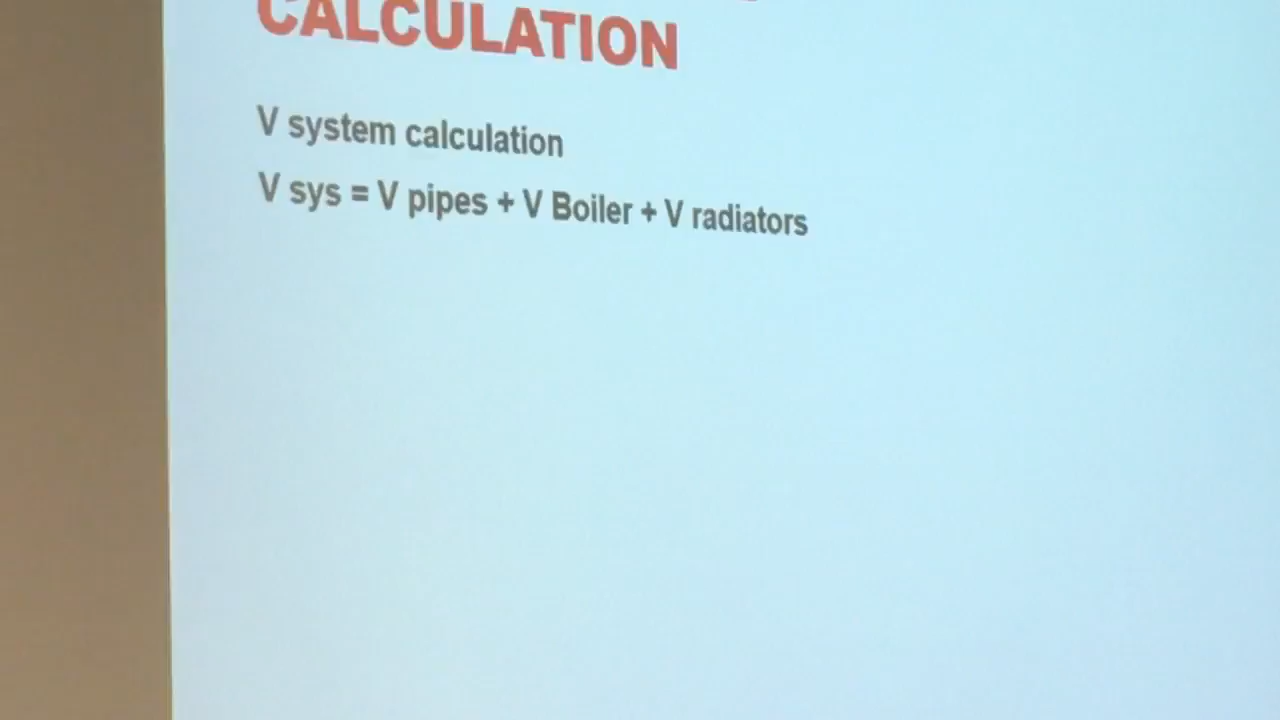 CALCULATION
V system calculation
V sys = V pipes + V Boiler + V radiators